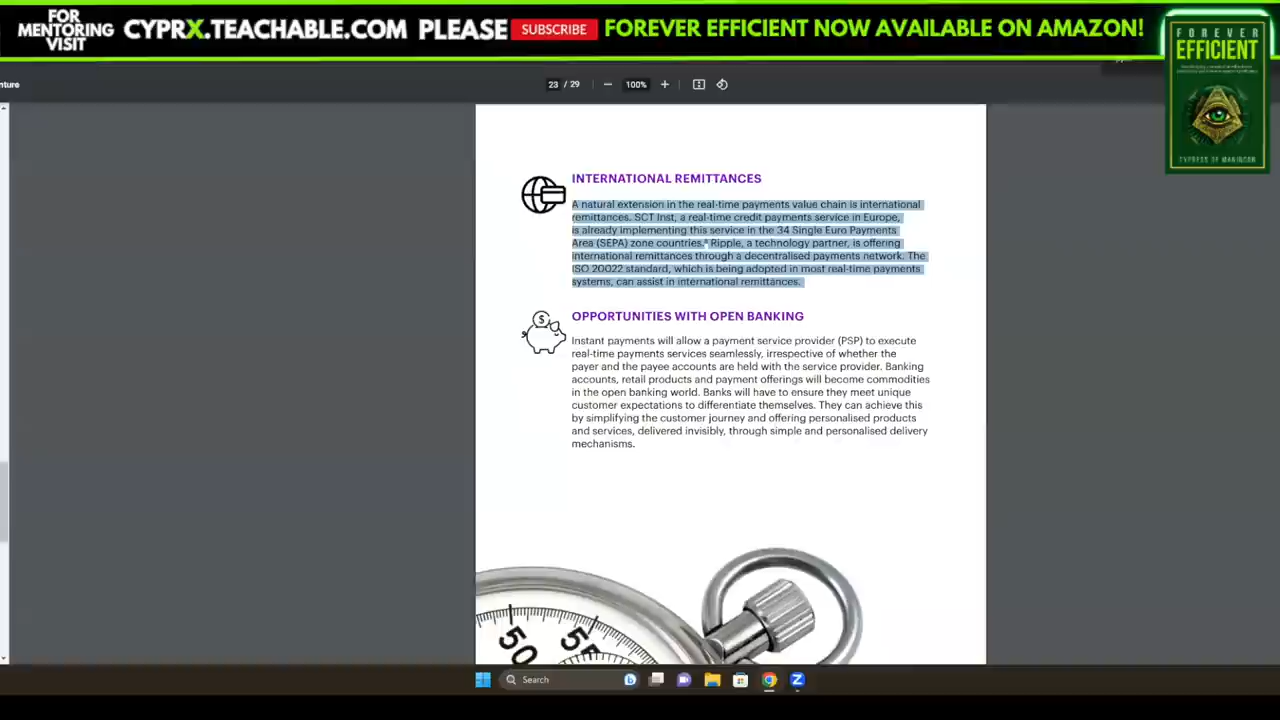 FOR
MENTORING
VISIT
CYPRX.TEACHABLE.COM PLEASE SUBSCRIBE FOREVER EFFICIENT NOW AVAILABLE ON AMAZON!
FOREVER
EFFICIENT
CYPRESS OF MANIDCON
nture
23 / 29
100%
INTERNATIONAL REMITTANCES
A natural extension in the real-time payments value chain is international
remittances. SCT Inst, a real-time credit payments service in Europe,
is already implementing this service in the 34 Single Euro Payments
Area (SEPA) zone countries. Ripple, a technology partner, is offering
international remittances through a decentralised payments network. The
ISO 20022 standard, which is being adopted in most real-time payments
systems, can assist in international remittances.
OPPORTUNITIES WITH OPEN BANKING
Instant payments will allow a payment service provider (PSP) to execute
real-time payments services seamlessly, irrespective of whether the
payer and the payee accounts are held with the service provider. Banking
accounts, retail products and payment offerings will become commodities
in the open banking world. Banks will have to ensure they meet unique
customer expectations to differentiate themselves. They can achieve this
by simplifying the customer journey and offering personalised products
and services, delivered invisibly, through simple and personalised delivery
mechanisms.
$
50
55
Search